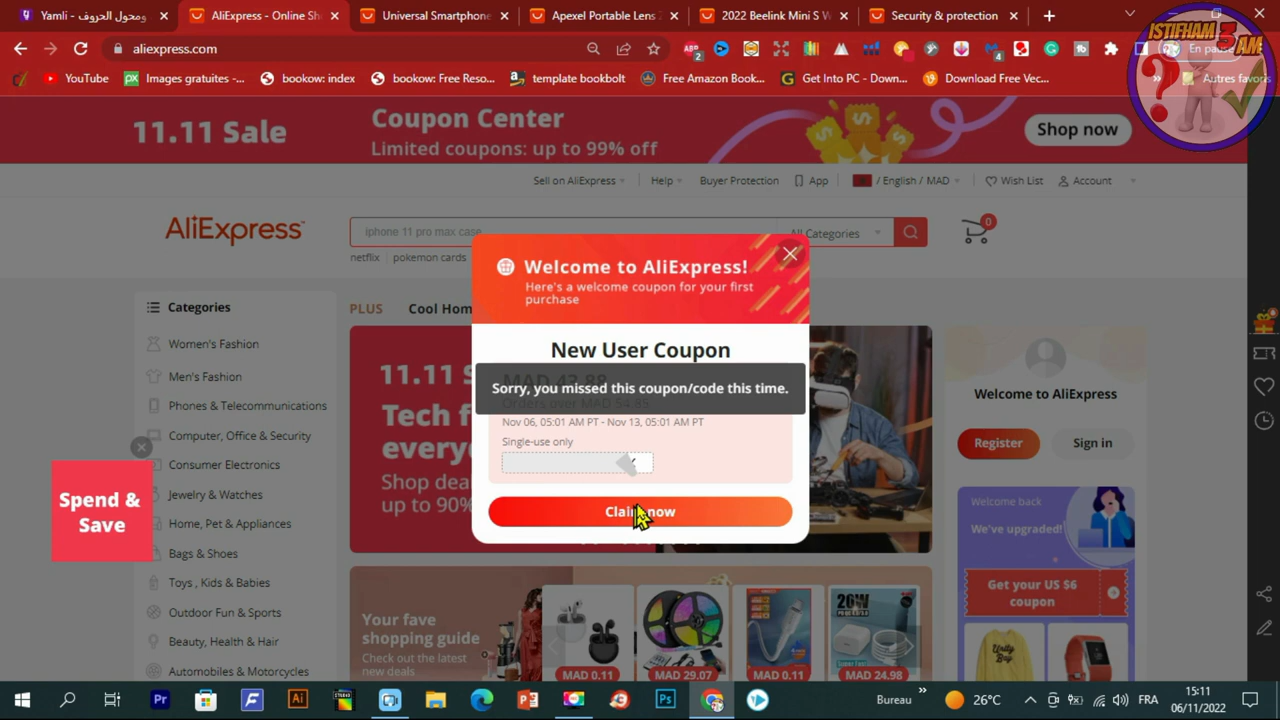 Yamli - ومحول الحروف
AliExpress - Online Sh
Universal Smartphone
Apexel Portable Lens
2022 Beelink Mini S W
Security & protection
aliexpress.com
En pause
YouTube
Images gratuites -...
bookow: index
bookow: Free Reso...
template bookbolt
Free Amazon Book...
Get Into PC - Down...
Download Free Vec...
Autres favoris
ISTIFHAM
3AM
11.11 Sale
Coupon Center
Limited coupons: up to 99% off
Shop now
Sell on AliExpress
Help
Buyer Protection
App
/ English / MAD
Wish List
Account
AliExpress
iphone 11 pro max case
All Categories
0
netflix
pokemon cards
Categories
Women's Fashion
Men's Fashion
Phones & Telecommunications
Computer, Office & Security
Consumer Electronics
Jewelry & Watches
Home, Pet & Appliances
Bags & Shoes
Toys , Kids & Babies
Outdoor Fun & Sports
Beauty, Health & Hair
Automobiles & Motorcycles
Spend &
Save
PLUS
Cool Hom
11.11 S
Tech f
everyo
Shop dea
up to 90%
Welcome to AliExpress!
Here's a welcome coupon for your first
purchase
New User Coupon
Sorry, you missed this coupon/code this time.
Nov 06, 05:01 AM PT - Nov 13, 05:01 AM PT
Single-use only
Claim now
Your fave
shopping guide
Check out the latest
new deals
MAD 0.11
MAD 29.07
MAD 0.11
MAD 24.98
Welcome to AliExpress
Register
Sign in
Welcome back
We've upgraded!
Get your US $6
coupon
Bureau
26°C
FRA
15:11
06/11/2022